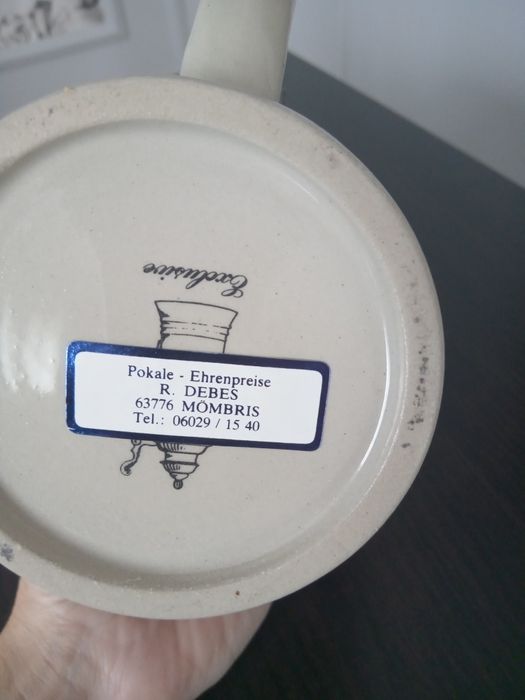 Exclusive
Pokale - Ehrenpreise
R. DEBES
63776 MÖMBRIS
Tel.: 06029 / 15 40